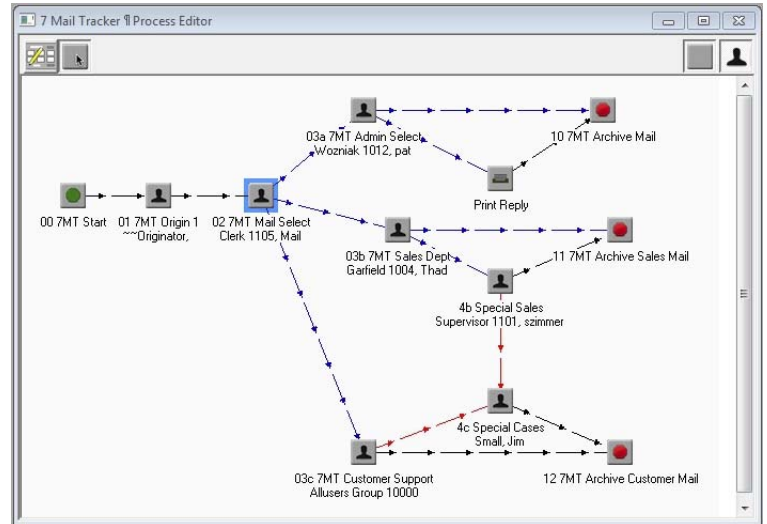 7 Mail Tracker ¶ Process Editor
03a 7MT Admin Select
Wozniak 1012, pat
10 7MT Archive Mail
Print Reply
00 7MT Start
01 7MT Origin 1
~~Originator,
02 7MT Mail Select
Clerk 1105, Mail
03b 7MT Sales Dept
Garfield 1004, Thad
11 7MT Archive Sales Mail
4b Special Sales
Supervisor 1101, szimmer
4c Special Cases
Small, Jim
03c 7MT Customer Support
Allusers Group 10000
12 7MT Archive Customer Mail